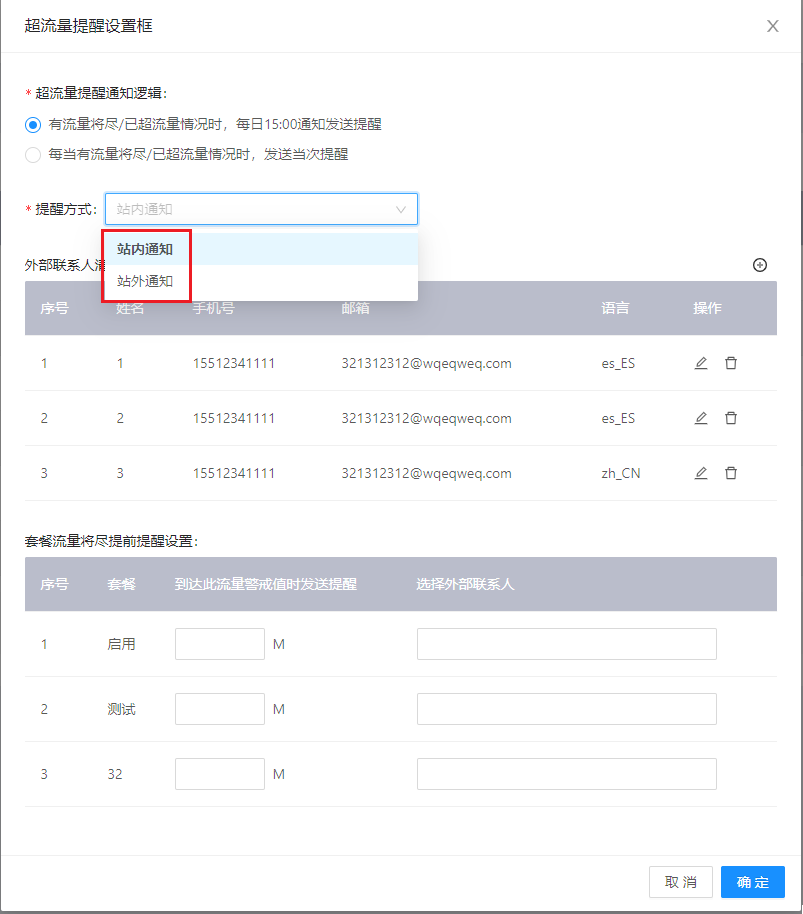 超流量提醒设置框
* 超流量提醒通知逻辑:
有流量将尽/已超流量情况时，每日15:00通知发送提醒
每当有流量将尽/已超流量情况时，发送当次提醒
* 提醒方式: 站内通知
站内通知
站外通知
外部联系人
序号 姓名 手机号 邮箱 语言 操作
1 1 15512341111 321312312@wqeqweq.com es_ES
2 2 15512341111 321312312@wqeqweq.com es_ES
3 3 15512341111 321312312@wqeqweq.com zh_CN
套餐流量将尽提前提醒设置:
序号 套餐 到达此流量警戒值时发送提醒 选择外部联系人
1 启用 M
2 测试 M
3 32 M
取 消 确 定